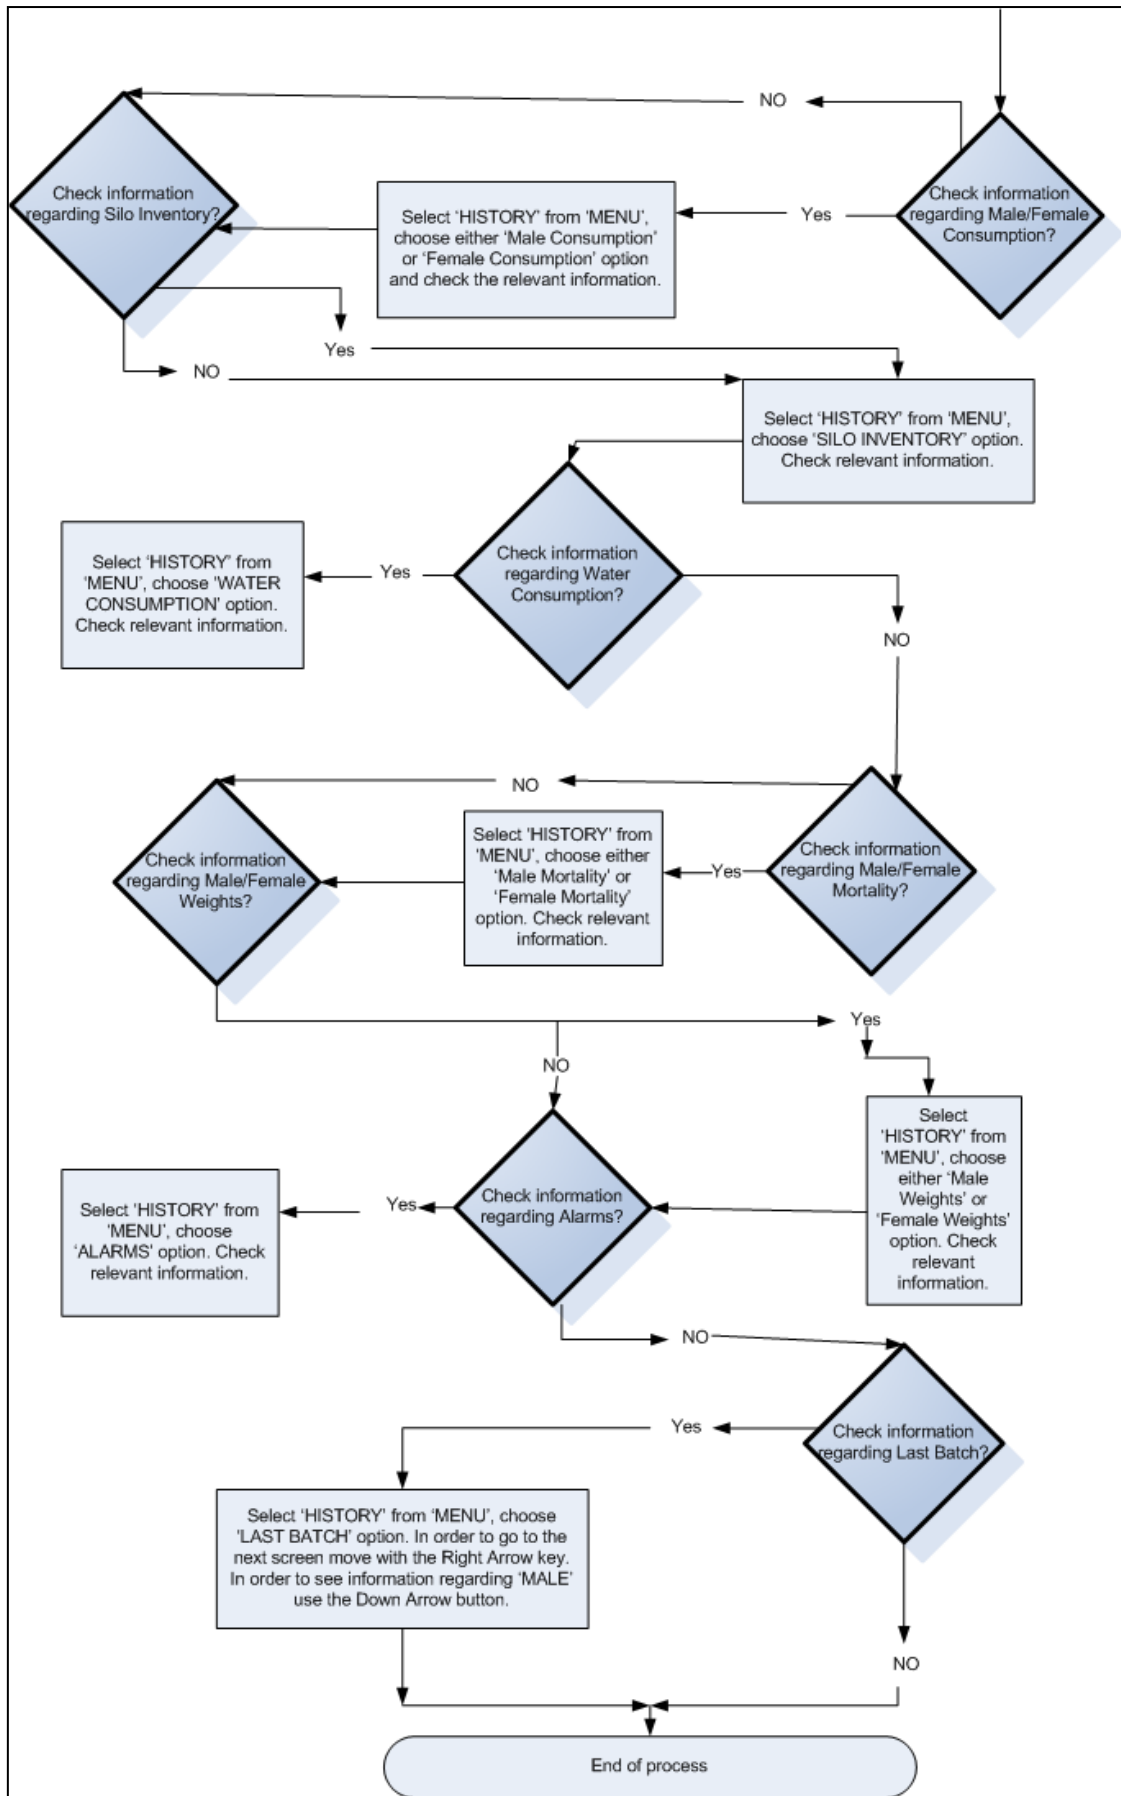 NO
Check information
regarding Silo Inventory?
Select ‘HISTORY’ from ‘MENU’,
choose either ‘Male Consumption’
or ‘Female Consumption’ option
and check the relevant information.
Yes
Check information
regarding Male/Female
Consumption?
Yes
NO
Select ‘HISTORY’ from ‘MENU’,
choose ‘SILO INVENTORY’ option.
Check relevant information.
Select ‘HISTORY’ from
‘MENU’, choose ‘WATER
CONSUMPTION’ option.
Check relevant information.
Yes
Check information
regarding Water
Consumption?
NO
NO
Check information
regarding Male/Female
Weights?
Select ‘HISTORY’ from
‘MENU’, choose either
‘Male Mortality’ or
‘Female Mortality’
option. Check relevant
information.
Yes
Check information
regarding Male/Female
Mortality?
Yes
NO
Select ‘HISTORY’ from
‘MENU’, choose
‘ALARMS’ option. Check
relevant information.
Yes
Check information
regarding Alarms?
Select
‘HISTORY’ from
‘MENU’, choose
either ‘Male
Weights’ or
‘Female Weights’
option. Check
relevant
information.
NO
Yes
Check information
regarding Last Batch?
Select ‘HISTORY’ from ‘MENU’, choose
‘LAST BATCH’ option. In order to go to the
next screen move with the Right Arrow key.
In order to see information regarding ‘MALE’
use the Down Arrow button.
NO
End of process